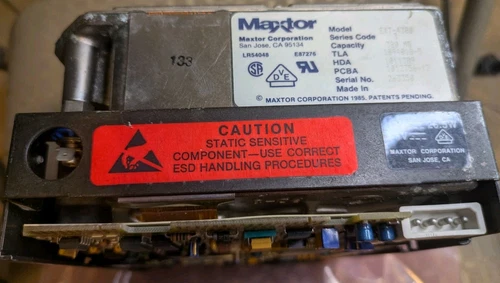 133
Maxtor
Maxtor Corporation
San Jose, CA 95134
LR54048 E87276
Model
Series Code
Capacity
TLA
HDA
PCBA
Serial No.
Made in
© MAXTOR CORPORATION 1985, PATENTS PENDING.
CAUTION
STATIC SENSITIVE
COMPONENT—USE CORRECT
ESD HANDLING PROCEDURES
MAXTOR CORPORATION
SAN JOSE, CA